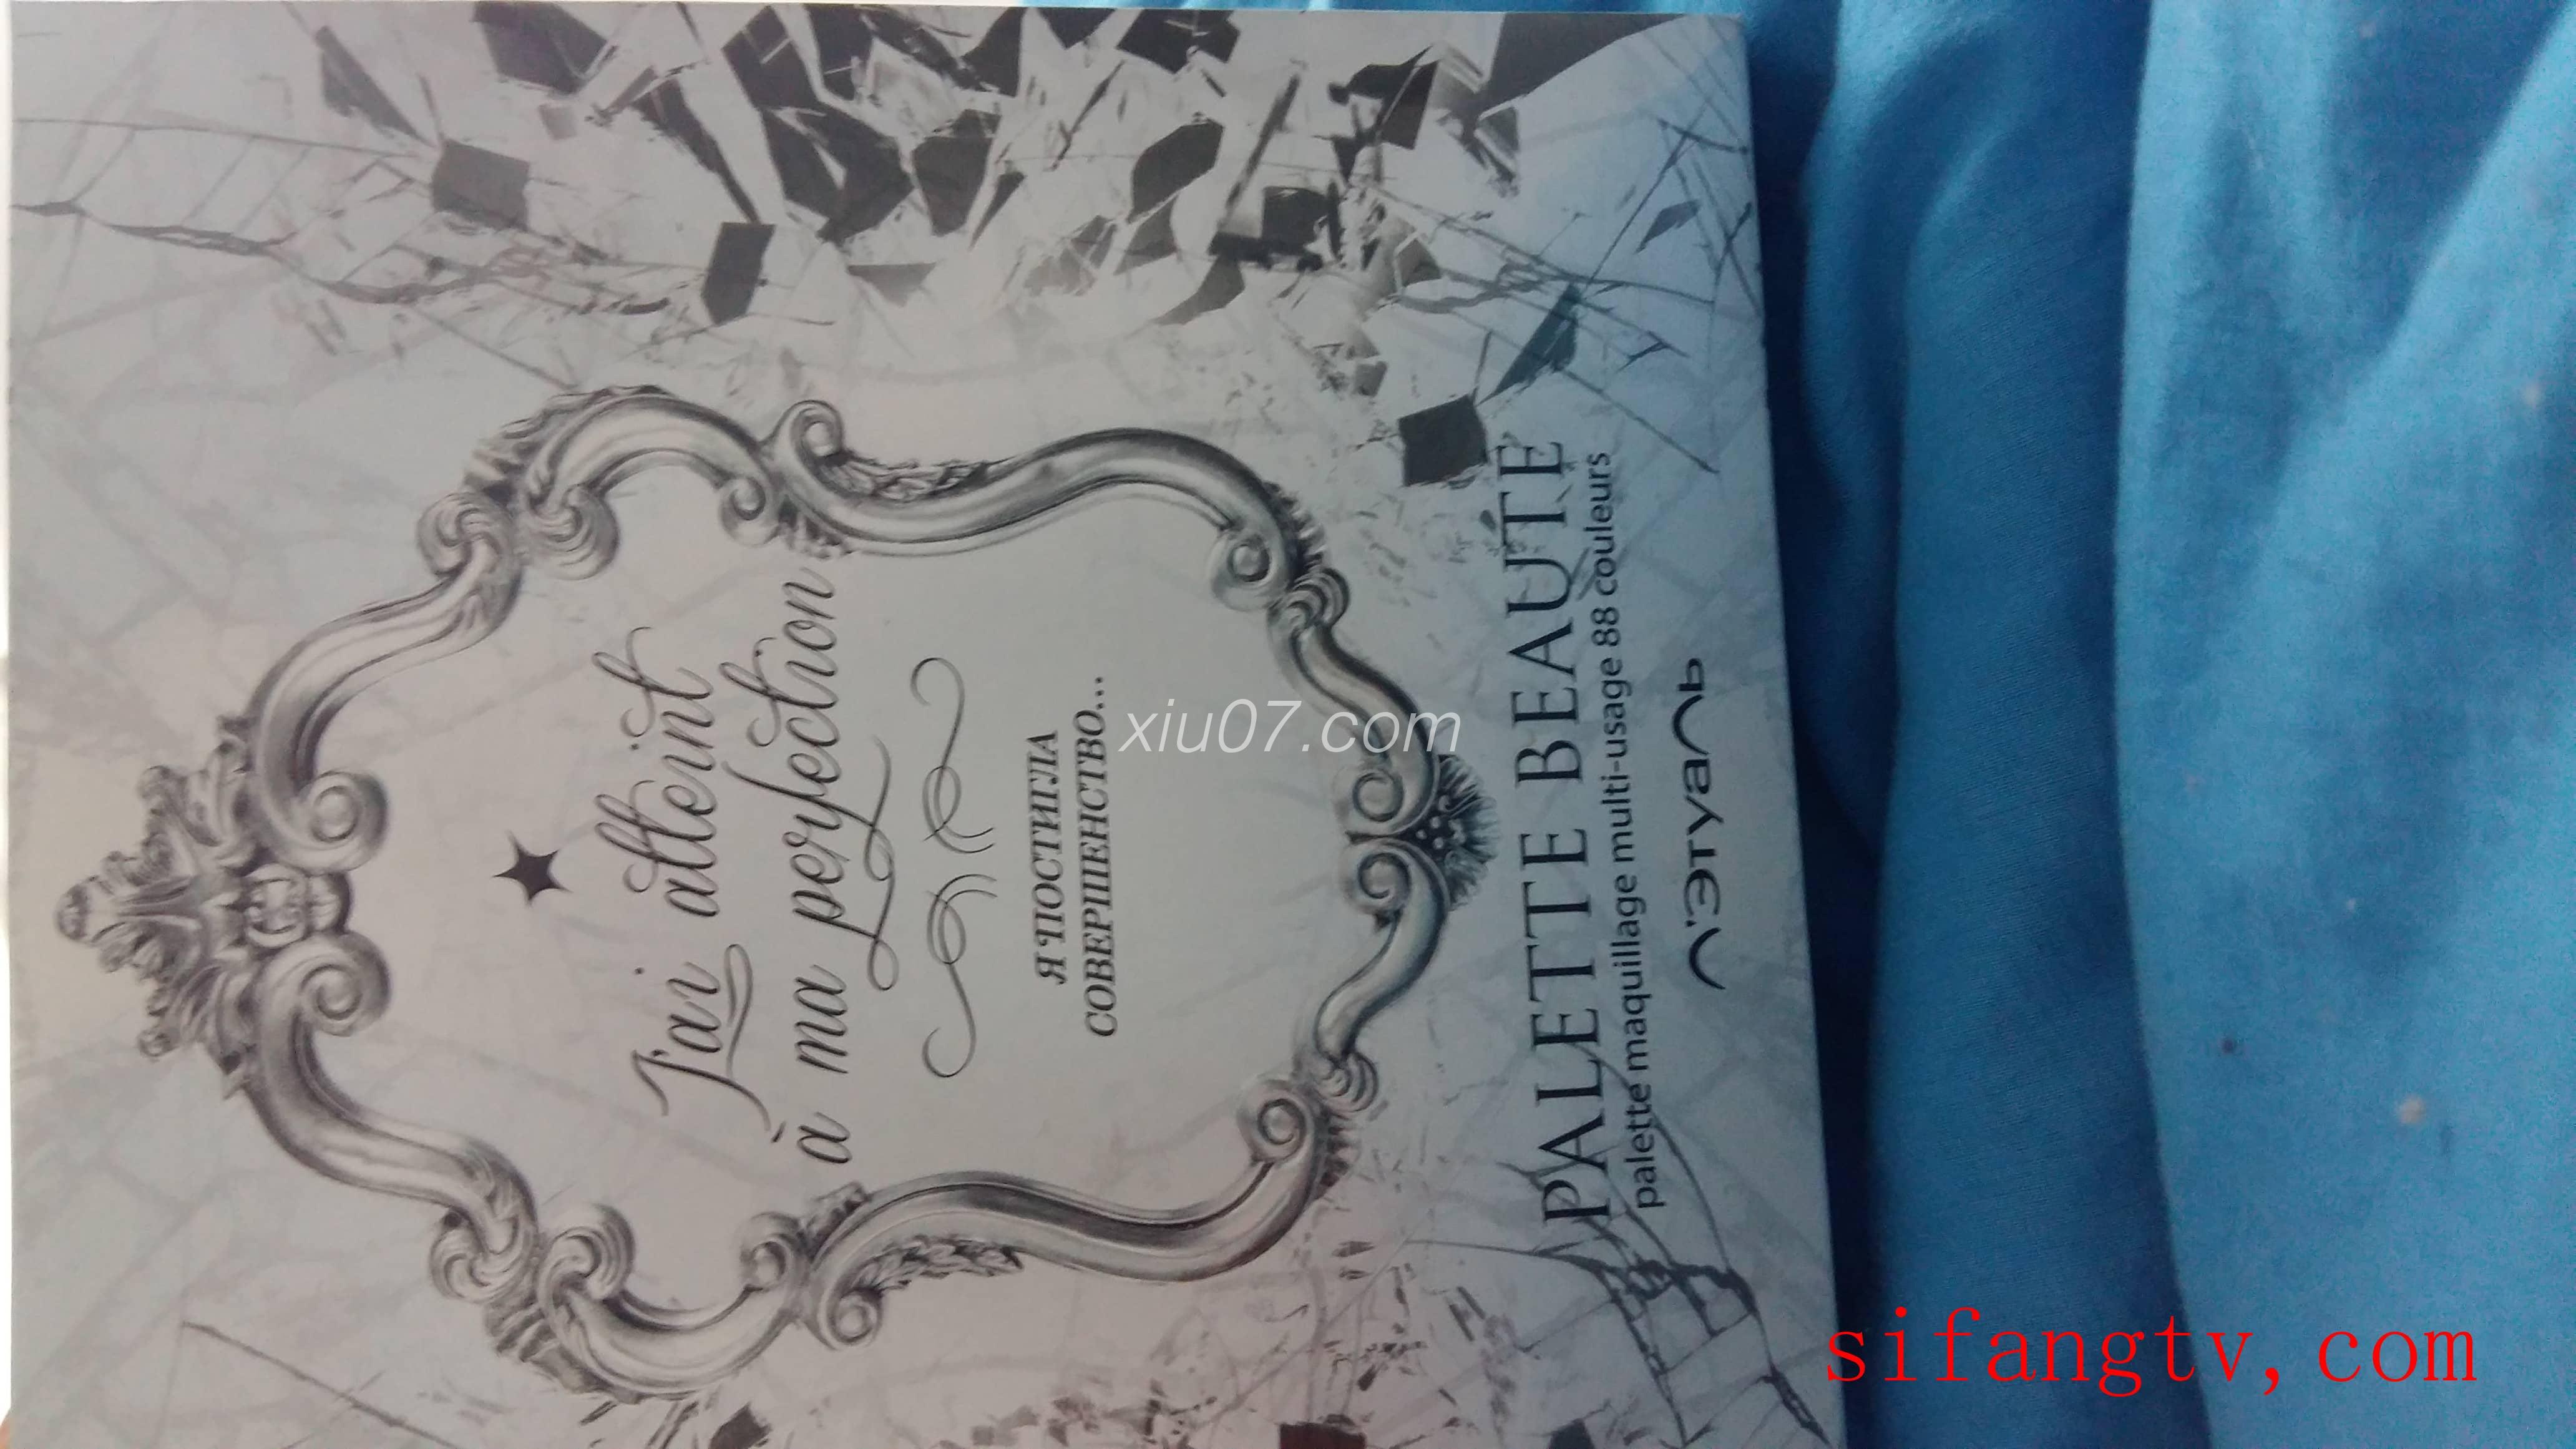 J'ai atteint
à ma perfection
Я ПОСТИГЛА
СОВЕРШЕНСТВО...
PALETTE BEAUTE
palette maquillage multi-usage 88 couleurs
Л'ЭТУАЛЬ
xiu07.com
sifangtv,com